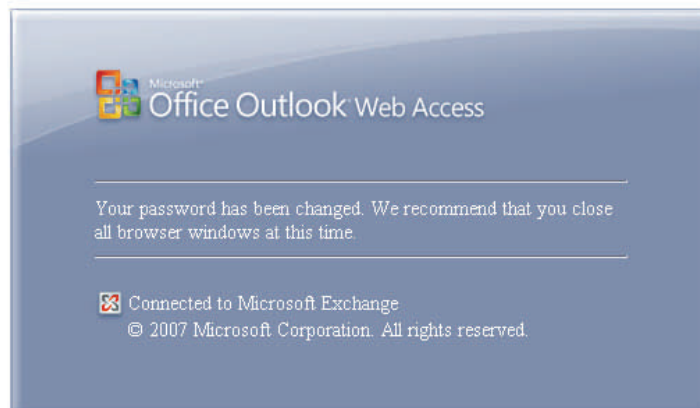 Microsoft®
Office Outlook® Web Access
Your password has been changed. We recommend that you close
all browser windows at this time.
Connected to Microsoft Exchange
© 2007 Microsoft Corporation. All rights reserved.